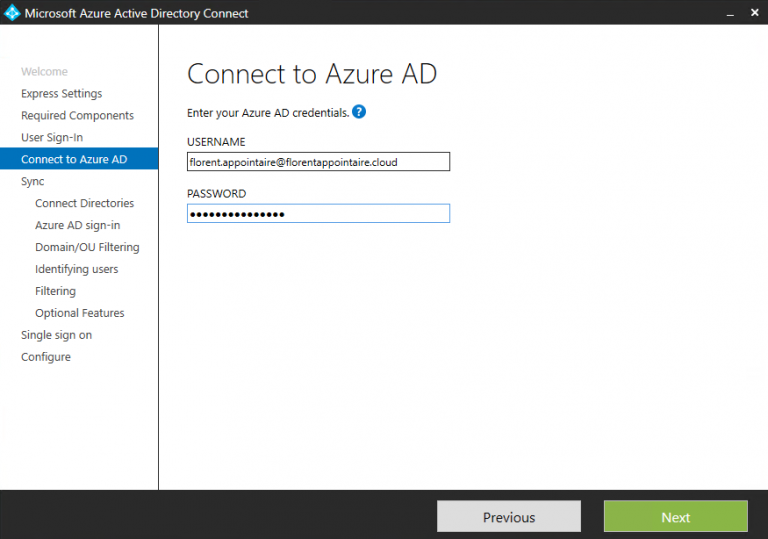 Microsoft Azure Active Directory Connect
Welcome
Express Settings
Required Components
User Sign-In
Connect to Azure AD
Sync
Connect Directories
Azure AD sign-in
Domain/OU Filtering
Identifying users
Filtering
Optional Features
Single sign on
Configure
Connect to Azure AD
Enter your Azure AD credentials. ?
USERNAME
florent.appointaire@florentappointaire.cloud
PASSWORD
●●●●●●●●●●●●●●●
Previous
Next